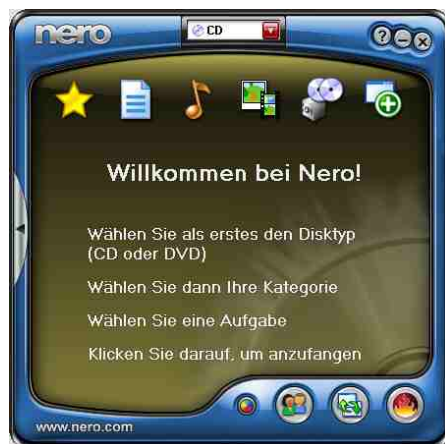 nero
CD
Willkommen bei Nero!
Wählen Sie als erstes den Disktyp
(CD oder DVD)
Wählen Sie dann Ihre Kategorie
Wählen Sie eine Aufgabe
Klicken Sie darauf, um anzufangen
www.nero.com